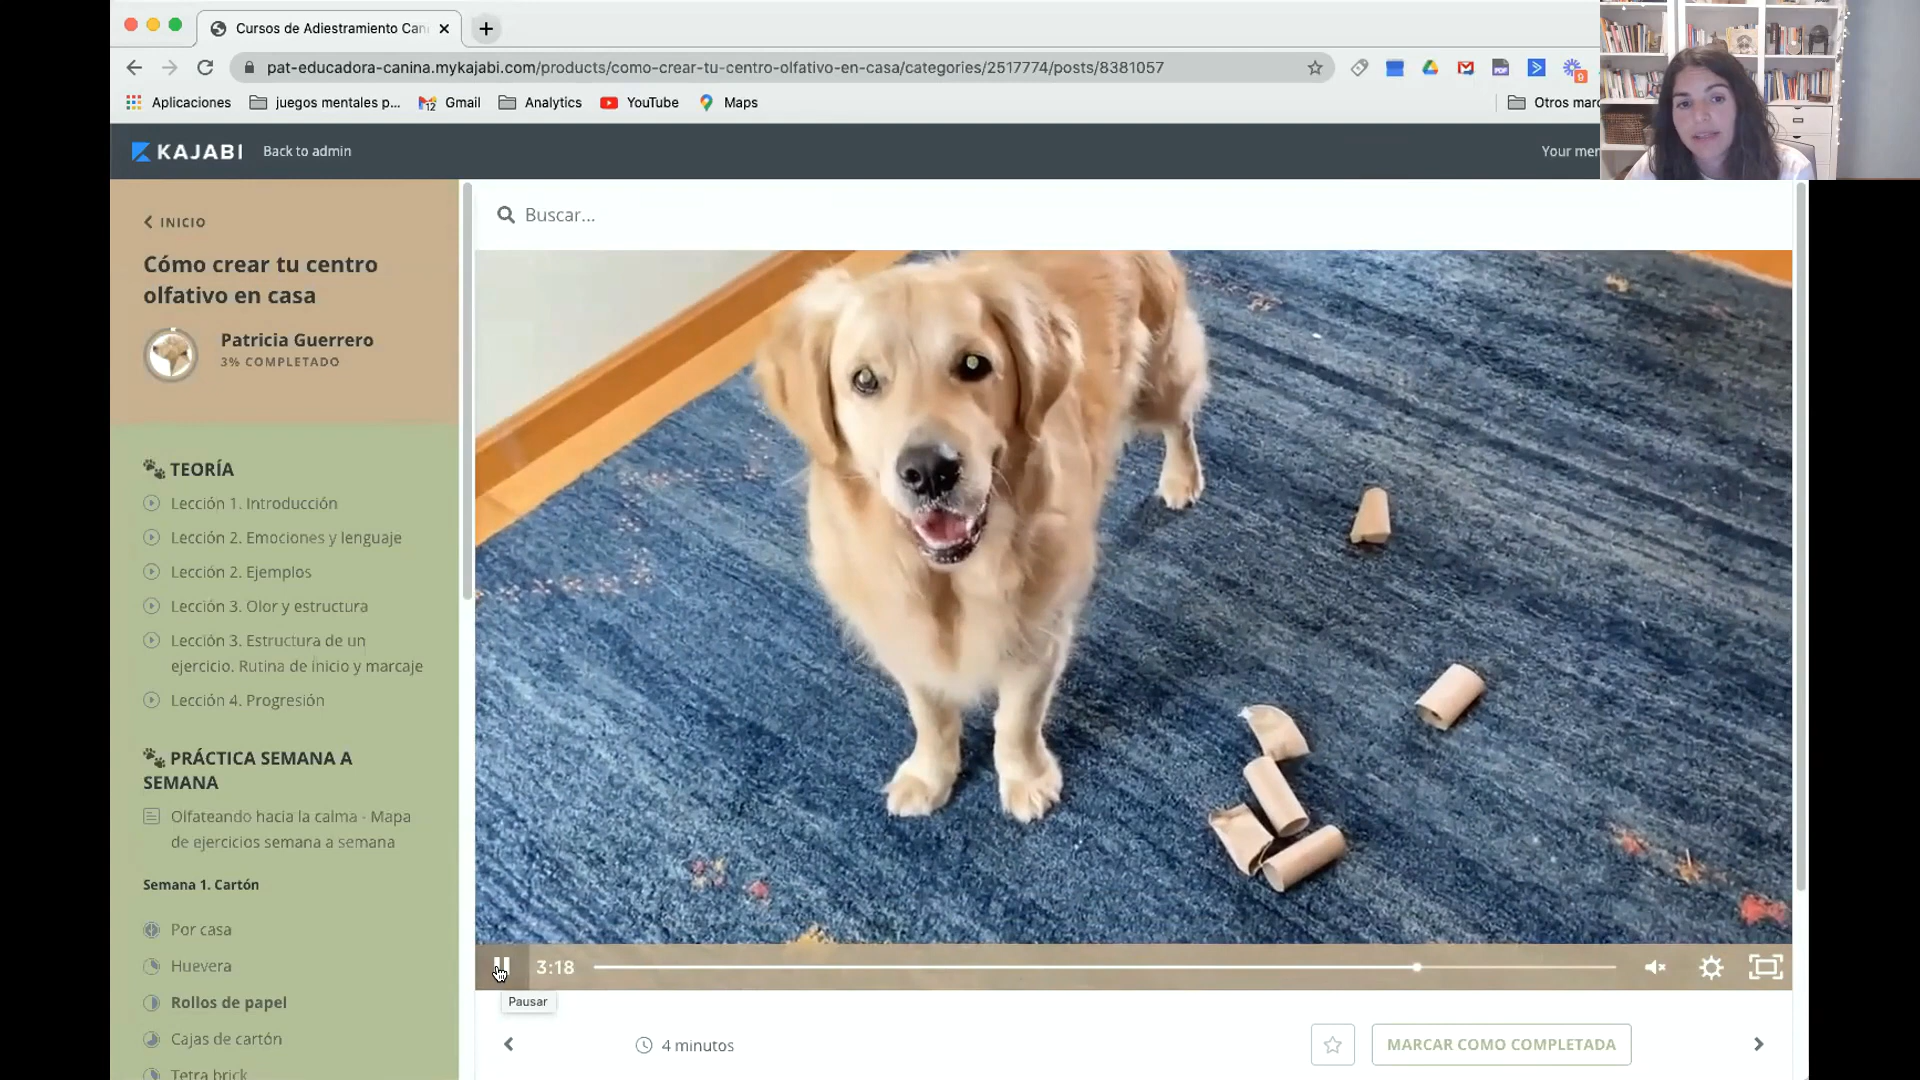 Cursos de Adiestramiento Can
pat-educadora-canina.mykajabi.com/products/como-crear-tu-centro-olfativo-en-casa/categories/2517774/posts/8381057
9
Aplicaciones
juegos mentales p...
12
Gmail
Analytics
YouTube
Maps
Otros marc
KAJABI
Back to admin
Your mem
INICIO
Buscar...
Cómo crear tu centro
olfativo en casa
Patricia Guerrero
3% COMPLETADO
TEORÍA
Lección 1. Introducción
Lección 2. Emociones y lenguaje
Lección 2. Ejemplos
Lección 3. Olor y estructura
Lección 3. Estructura de un
ejercicio. Rutina de inicio y marcaje
Lección 4. Progresión
PRÁCTICA SEMANA A
SEMANA
Olfateando hacia la calma - Mapa
de ejercicios semana a semana
Semana 1. Cartón
Por casa
Huevera
Rollos de papel
Cajas de cartón
Tetra brick
3:18
Pausar
4 minutos
MARCAR COMO COMPLETADA